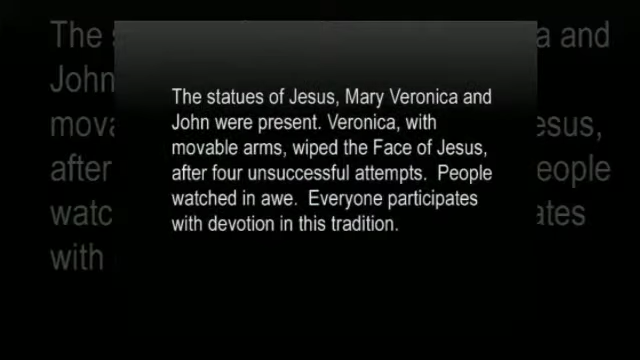 The statues of Jesus, Mary Veronica and
John were present. Veronica, with
movable arms, wiped the Face of Jesus,
after four unsuccessful attempts.  People
watched in awe.  Everyone participates
with devotion in this tradition.